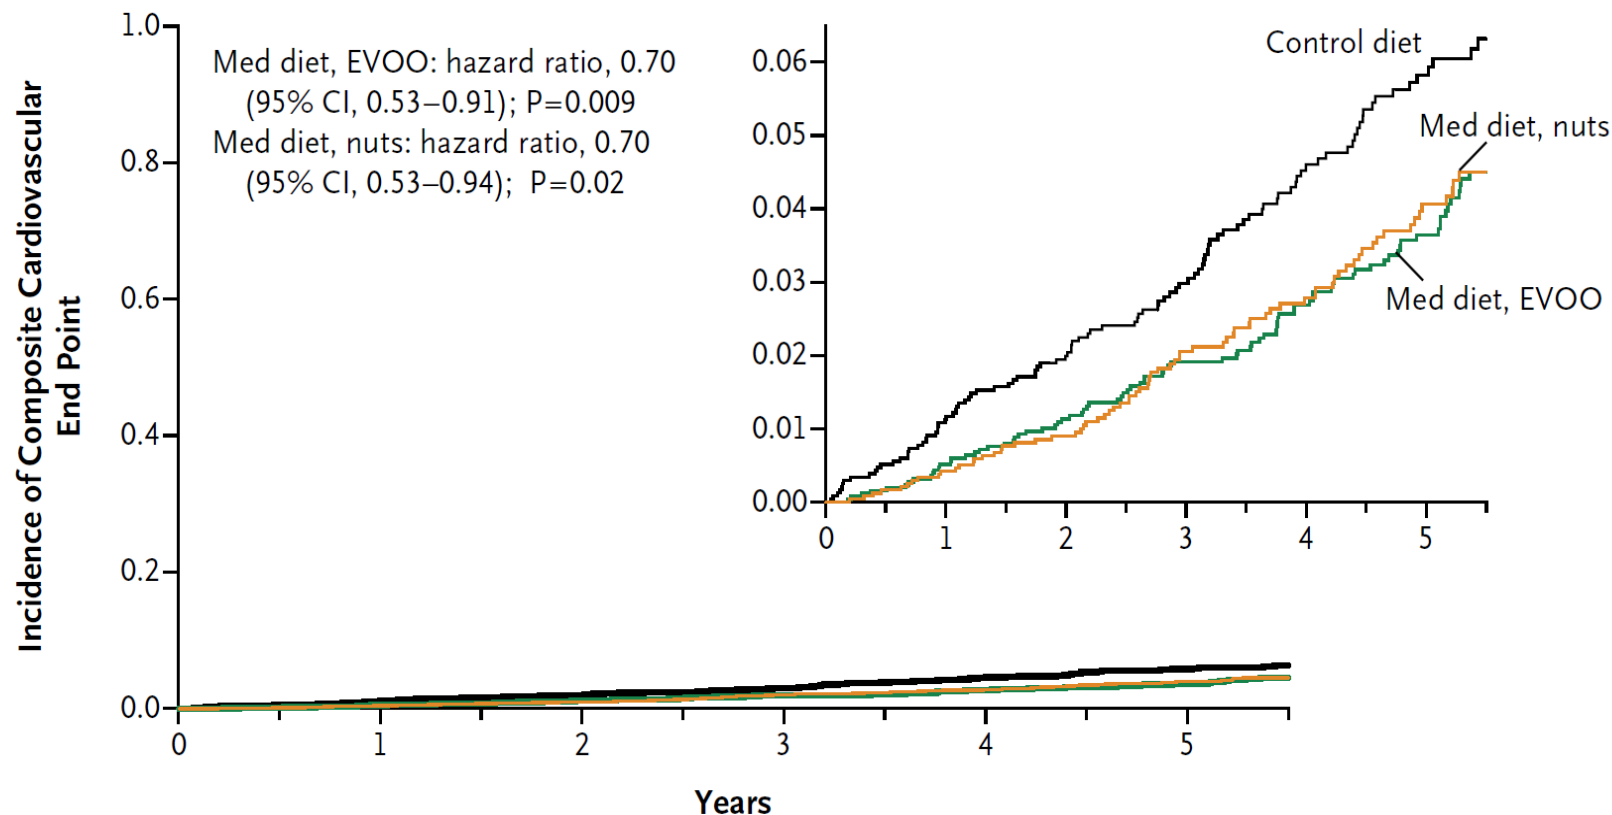 Incidence of Composite Cardiovascular
End Point
1.0
0.8
0.6
0.4
0.2
0.0
Med diet, EVOO: hazard ratio, 0.70
(95% CI, 0.53–0.91); P=0.009
Med diet, nuts: hazard ratio, 0.70
(95% CI, 0.53–0.94); P=0.02
0.06
0.05
0.04
0.03
0.02
0.01
0.00
Control diet
Med diet, nuts
Med diet, EVOO
0 1 2 3 4 5
0 1 2 3 4 5
Years